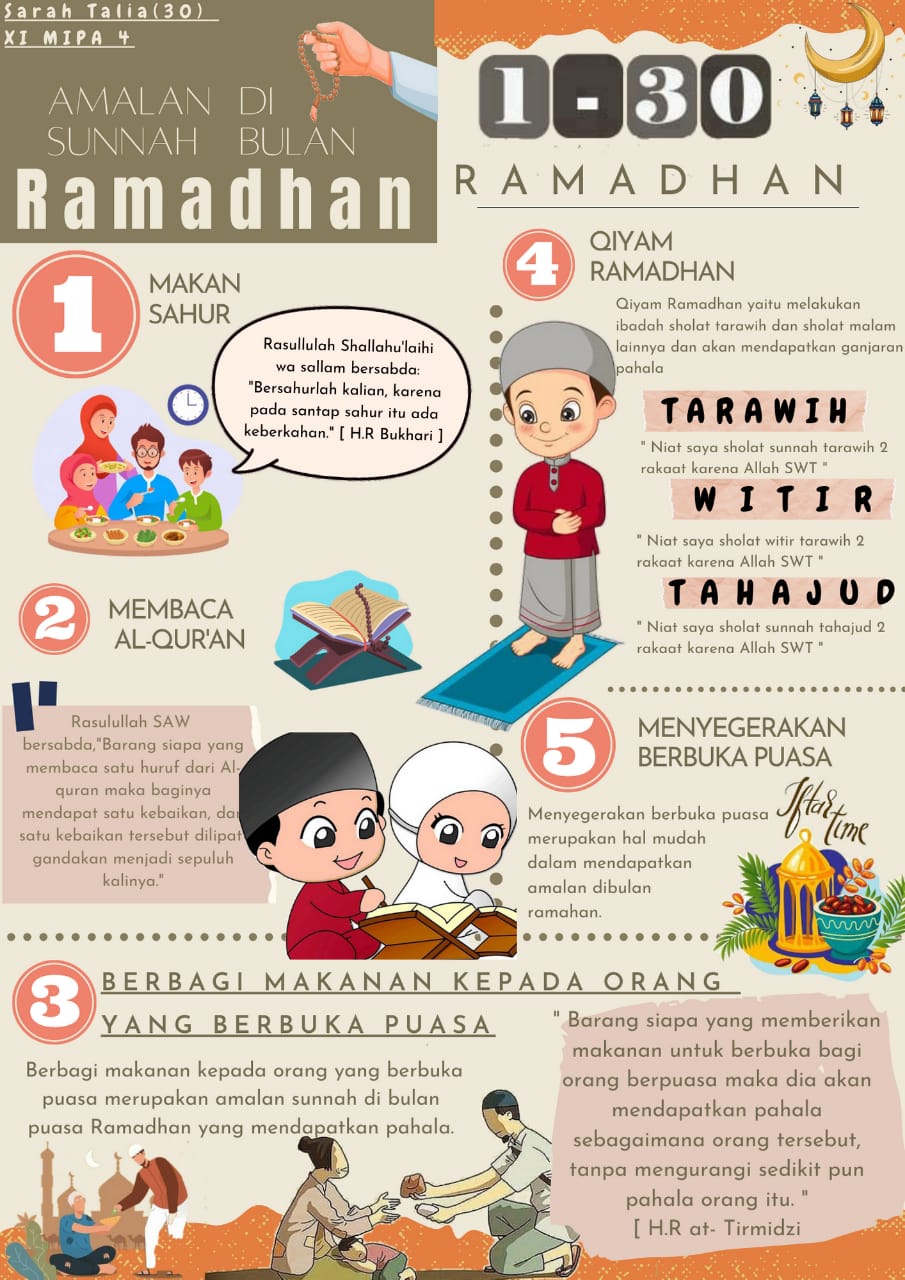 Sarah Talia(30)
XI MIPA 4
AMALAN DI
SUNNAH BULAN
Ramadhan
1-30
RAMADHAN
1
MAKAN
SAHUR
Rasullulah Shallahu'laihi
wa sallam bersabda:
"Bersahurlah kalian, karena
pada santap sahur itu ada
keberkahan." [ H.R Bukhari ]
2
MEMBACA
AL-QUR'AN
Rasulullah SAW
bersabda,"Barang siapa yang
membaca satu huruf dari Al-
quran maka baginya
mendapat satu kebaikan, dan
satu kebaikan tersebut dilipat
gandakan menjadi sepuluh
kalinya."
3
BERBAGI MAKANAN KEPADA ORANG
YANG BERBUKA PUASA
Berbagi makanan kepada orang yang berbuka
puasa merupakan amalan sunnah di bulan
puasa Ramadhan yang mendapatkan pahala.
" Barang siapa yang memberikan
makanan untuk berbuka bagi
orang berpuasa maka dia akan
mendapatkan pahala
sebagaimana orang tersebut,
tanpa mengurangi sedikit pun
pahala orang itu. "
[ H.R at- Tirmidzi
4
QIYAM
RAMADHAN
Qiyam Ramadhan yaitu melakukan
ibadah sholat tarawih dan sholat malam
lainnya dan akan mendapatkan ganjaran
pahala
TARAWIH
" Niat saya sholat sunnah tarawih 2
rakaat karena Allah SWT "
WITIR
" Niat saya sholat witir tarawih 2
rakaat karena Allah SWT "
TAHAJUD
" Niat saya sholat sunnah tahajud 2
rakaat karena Allah SWT "
5
MENYEGERAKAN
BERBUKA PUASA
Menyegerakan berbuka puasa
merupakan hal mudah
dalam mendapatkan
amalan dibulan
ramahan.
Iftar
time